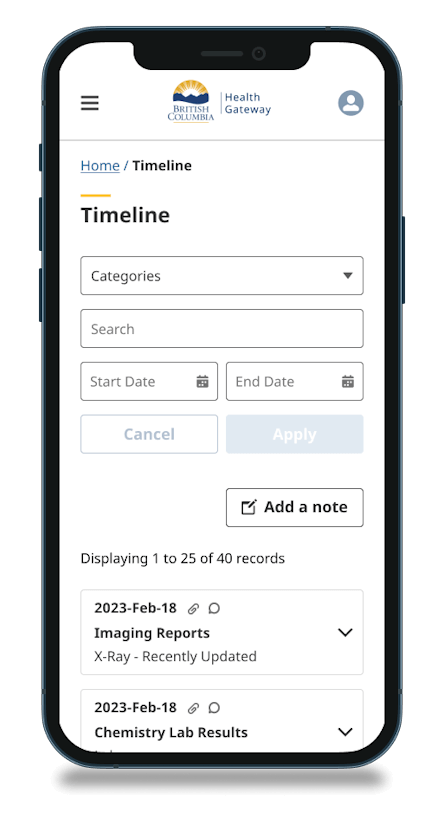 BRITISH
COLUMBIA
Health
Gateway
Home / Timeline
Timeline
Categories
Search
Start Date
End Date
Cancel
Apply
Add a note
Displaying 1 to 25 of 40 records
2023-Feb-18
Imaging Reports
X-Ray - Recently Updated
2023-Feb-18
Chemistry Lab Results